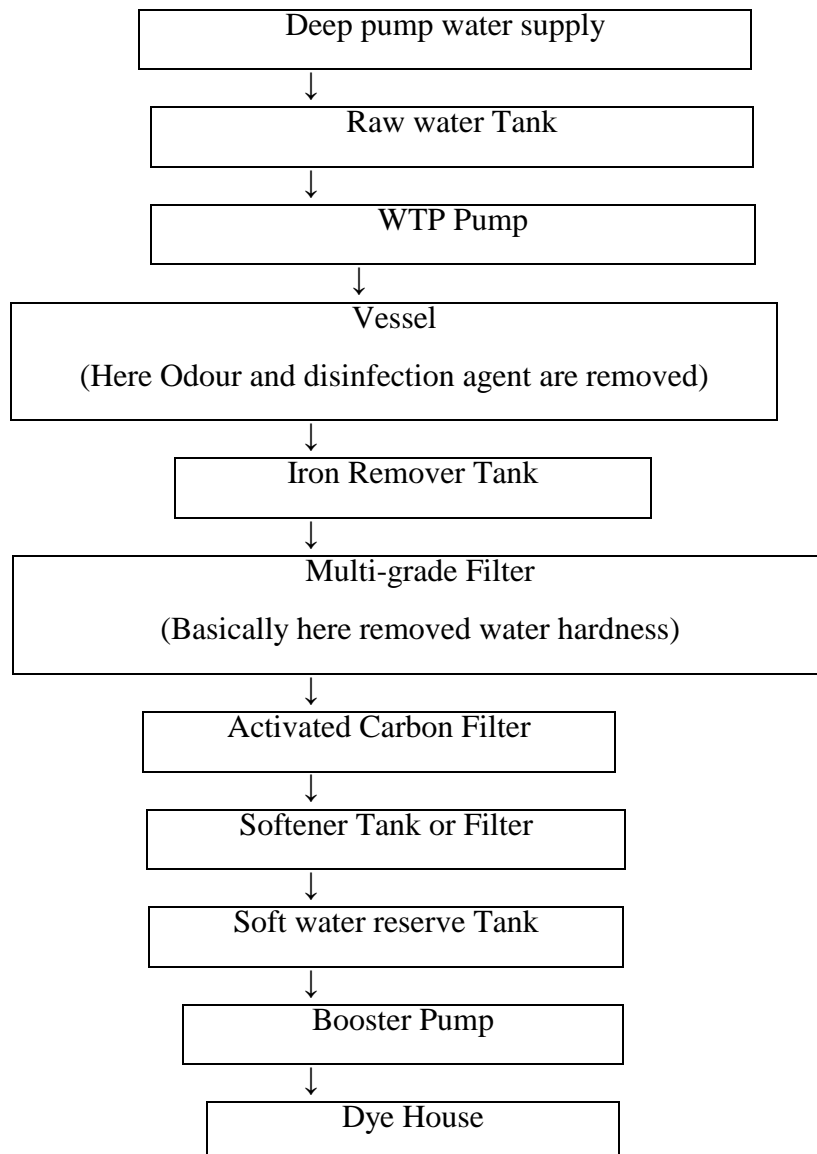 Deep pump water supply
↓
Raw water Tank
↓
WTP Pump
↓
Vessel
(Here Odour and disinfection agent are removed)
↓
Iron Remover Tank
↓
Multi-grade Filter
(Basically here removed water hardness)
↓
Activated Carbon Filter
↓
Softener Tank or Filter
↓
Soft water reserve Tank
↓
Booster Pump
↓
Dye House